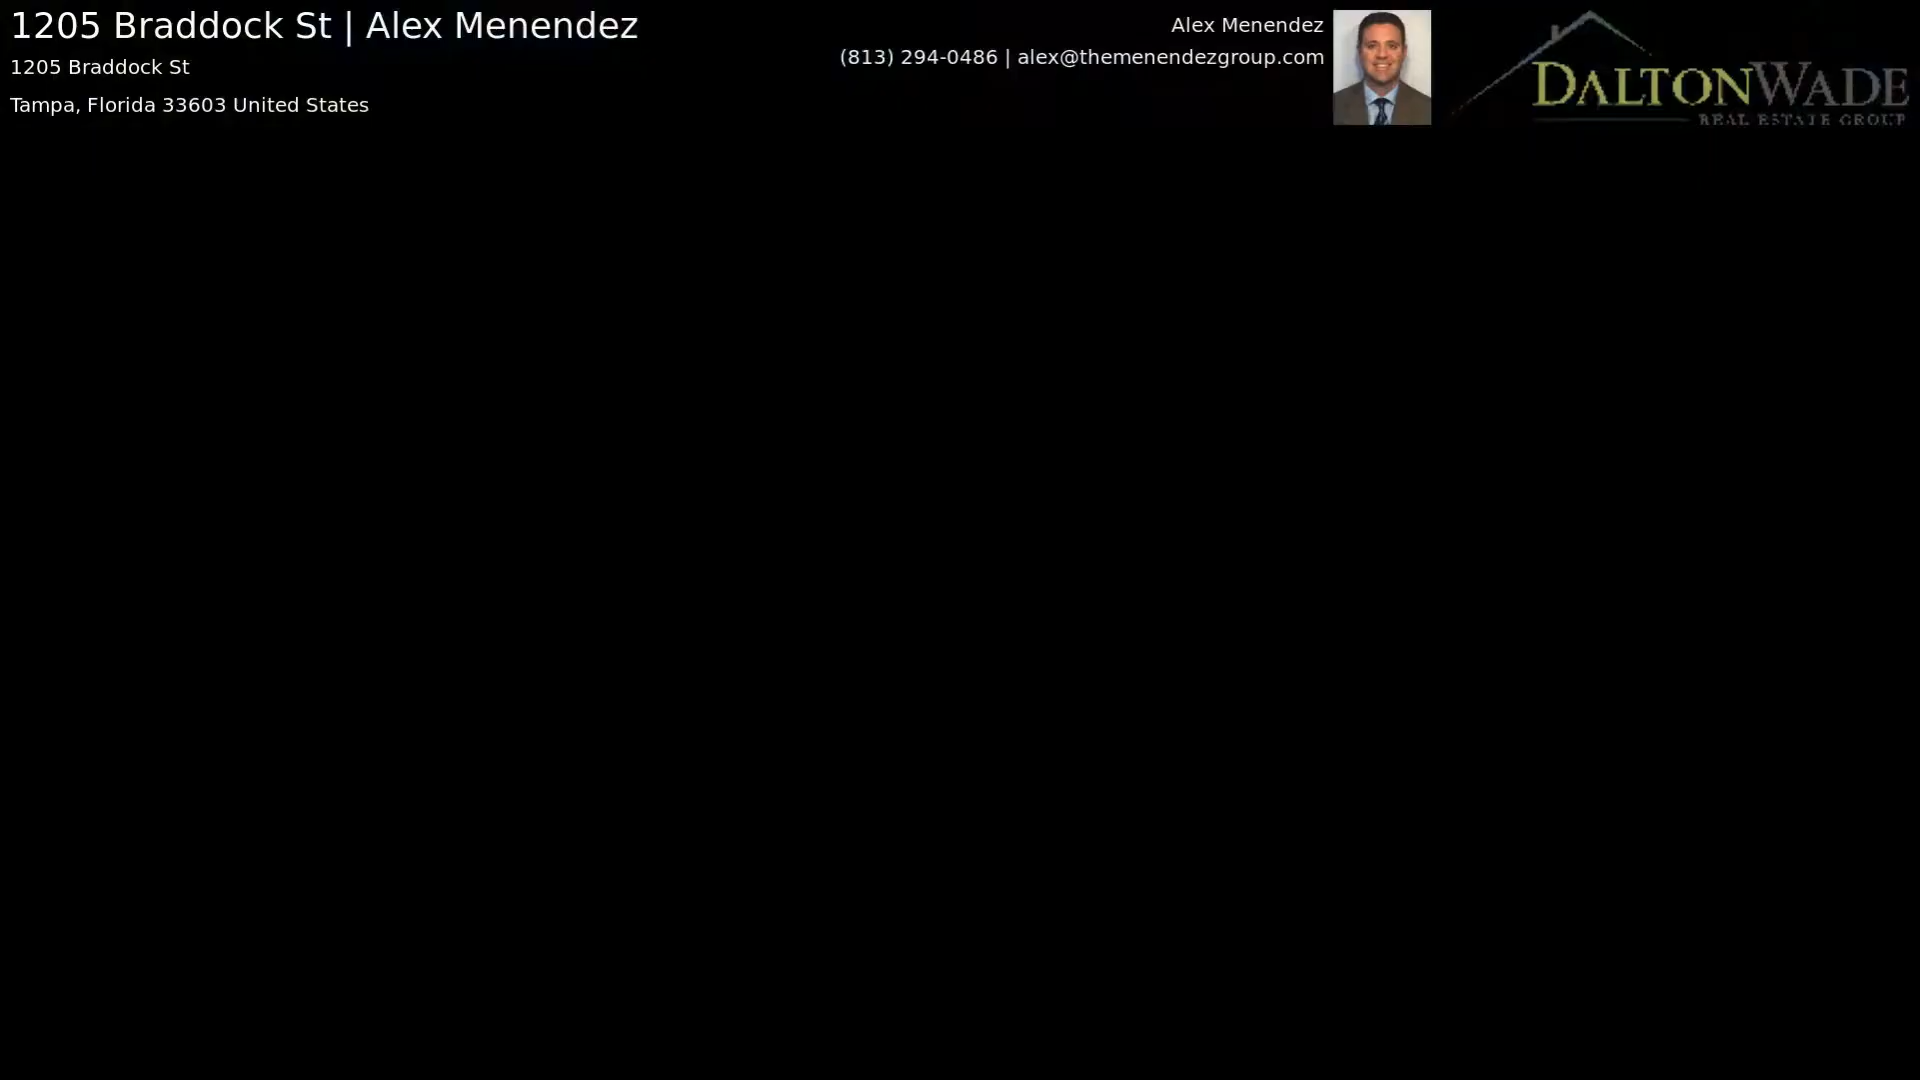 1205 Braddock St | Alex Menendez
1205 Braddock St
Tampa, Florida 33603 United States
Alex Menendez
(813) 294-0486 | alex@themenendezgroup.com
DALTONWADE
REAL ESTATE GROUP